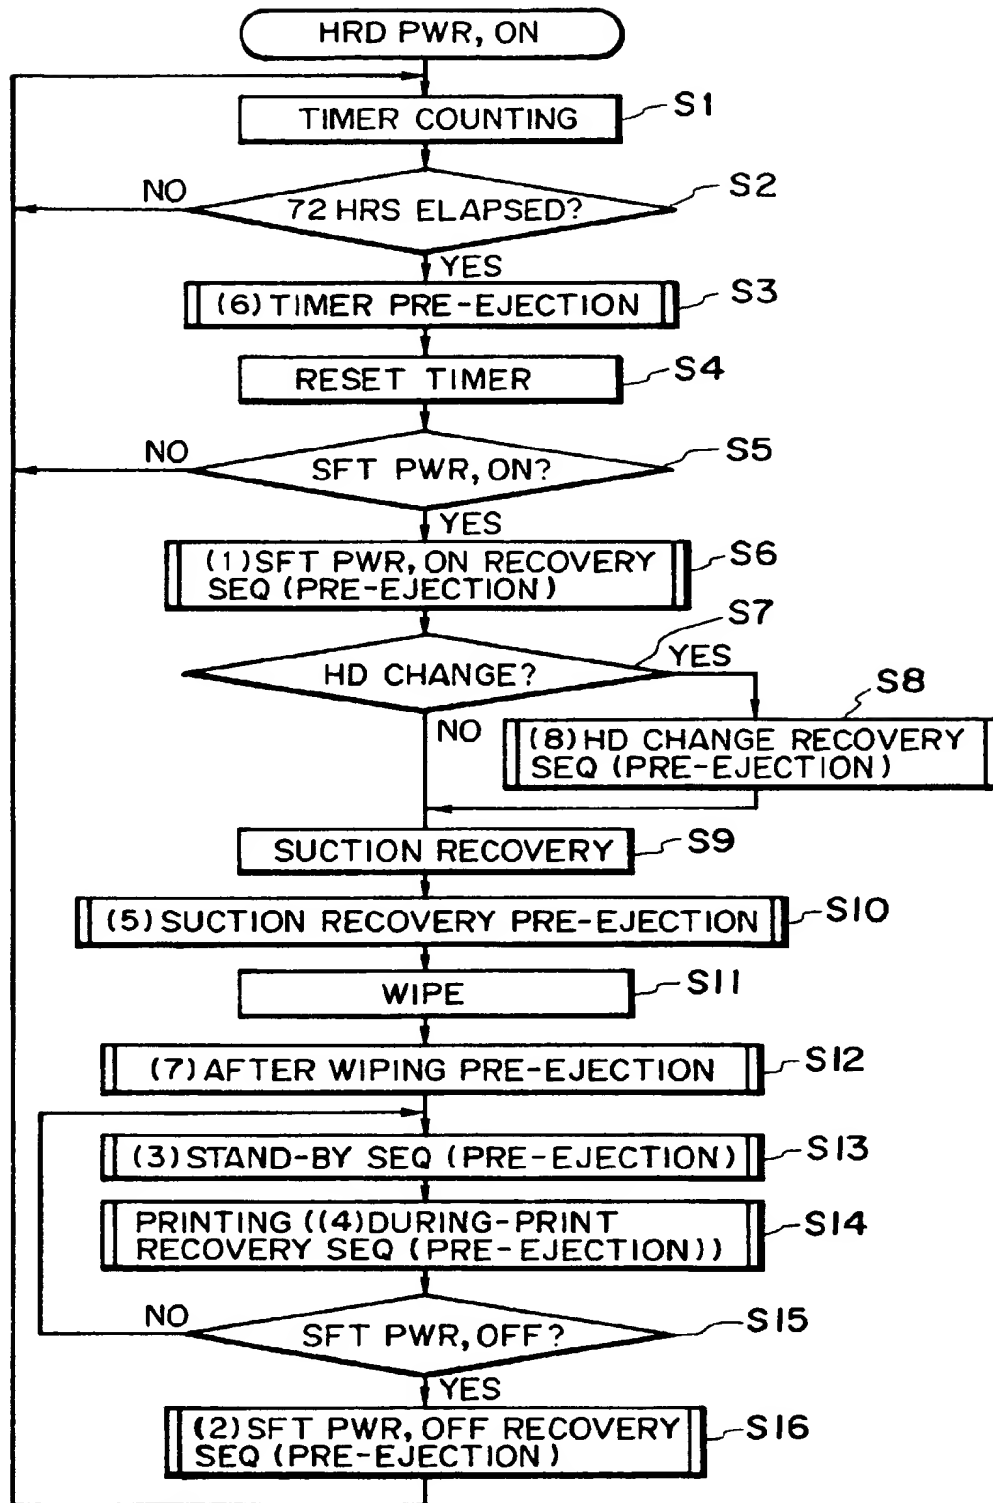 HRD PWR, ON
TIMER COUNTING
S1
72 HRS ELAPSED?
S2
NO
YES
(6) TIMER PRE-EJECTION
S3
RESET TIMER
S4
SFT PWR, ON?
S5
NO
YES
(1) SFT PWR, ON RECOVERY
SEQ (PRE-EJECTION)
S6
HD CHANGE?
S7
YES
NO
(8) HD CHANGE RECOVERY
SEQ (PRE-EJECTION)
S8
SUCTION RECOVERY
S9
(5) SUCTION RECOVERY PRE-EJECTION
S10
WIPE
S11
(7) AFTER WIPING PRE-EJECTION
S12
(3) STAND-BY SEQ (PRE-EJECTION)
S13
PRINTING ((4) DURING-PRINT
RECOVERY SEQ (PRE-EJECTION))
S14
SFT PWR, OFF?
S15
NO
YES
(2) SFT PWR, OFF RECOVERY
SEQ (PRE-EJECTION)
S16